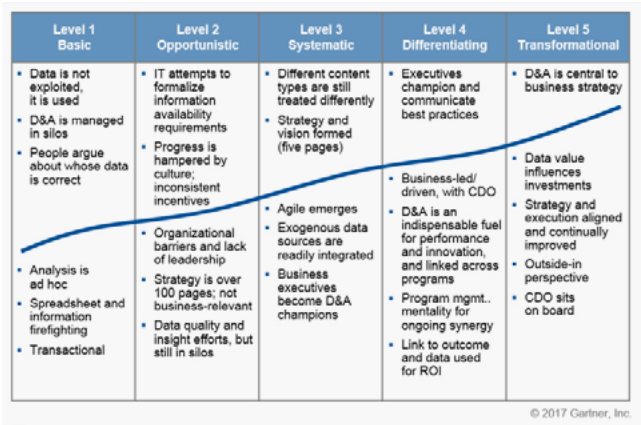 Level 1
Basic
Level 2
Opportunistic
Level 3
Systematic
Level 4
Differentiating
Level 5
Transformational
▪ Data is not
exploited,
it is used
▪ D&A is managed
in silos
▪ People argue
about whose data
is correct
▪ Analysis is
ad hoc
▪ Spreadsheet and
information
firefighting
▪ Transactional
▪ IT attempts to
formalize
information
availability
requirements
▪ Progress is
hampered by
culture;
inconsistent
incentives
▪ Organizational
barriers and lack
of leadership
▪ Strategy is over
100 pages; not
business-relevant
▪ Data quality and
insight efforts, but
still in silos
▪ Different content
types are still
treated differently
▪ Strategy and
vision formed
(five pages)
▪ Agile emerges
▪ Exogenous data
sources are
readily integrated
▪ Business
executives
become D&A
champions
▪ Executives
champion and
communicate
best practices
▪ Business-led/
driven, with CDO
▪ D&A is an
indispensable fuel
for performance
and innovation,
and linked across
programs
▪ Program mgmt..
mentality for
ongoing synergy
▪ Link to outcome
and data used
for ROI
▪ D&A is central to
business strategy
▪ Data value
influences
investments
▪ Strategy and
execution aligned
and continually
improved
▪ Outside-in
perspective
▪ CDO sits
on board
© 2017 Gartner, Inc.